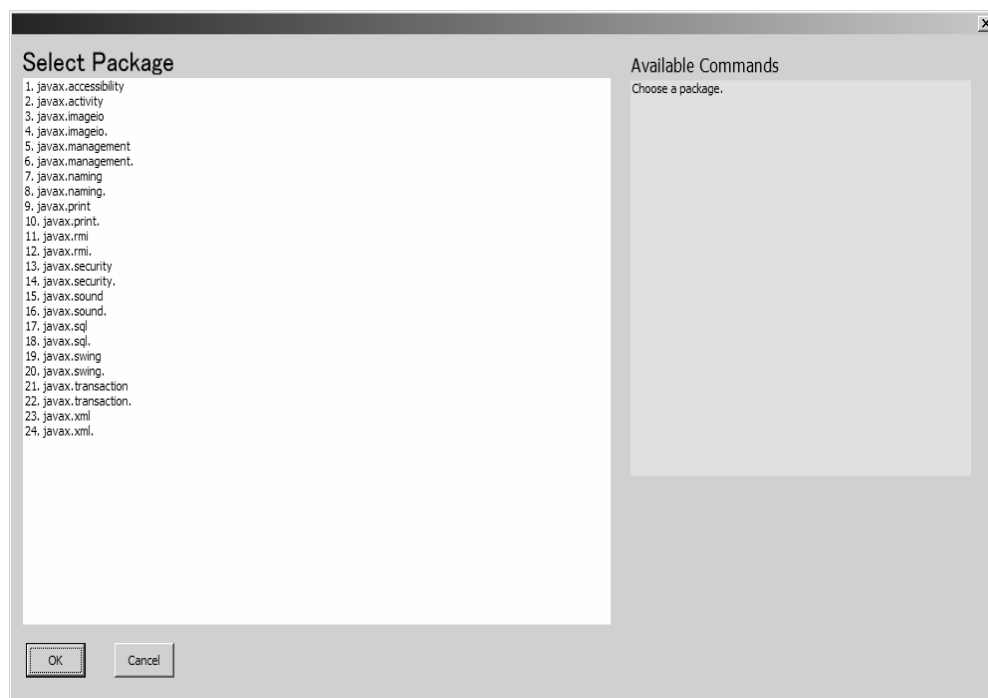 Select Package
1. javax.accessibility
2. javax.activity
3. javax.imageio
4. javax.imageio.
5. javax.management
6. javax.management.
7. javax.naming
8. javax.naming.
9. javax.print
10. javax.print.
11. javax.rmi
12. javax.rmi.
13. javax.security
14. javax.security.
15. javax.sound
16. javax.sound.
17. javax.sql
18. javax.sql.
19. javax.swing
20. javax.swing.
21. javax.transaction
22. javax.transaction.
23. javax.xml
24. javax.xml.
Available Commands
Choose a package.
OK
Cancel